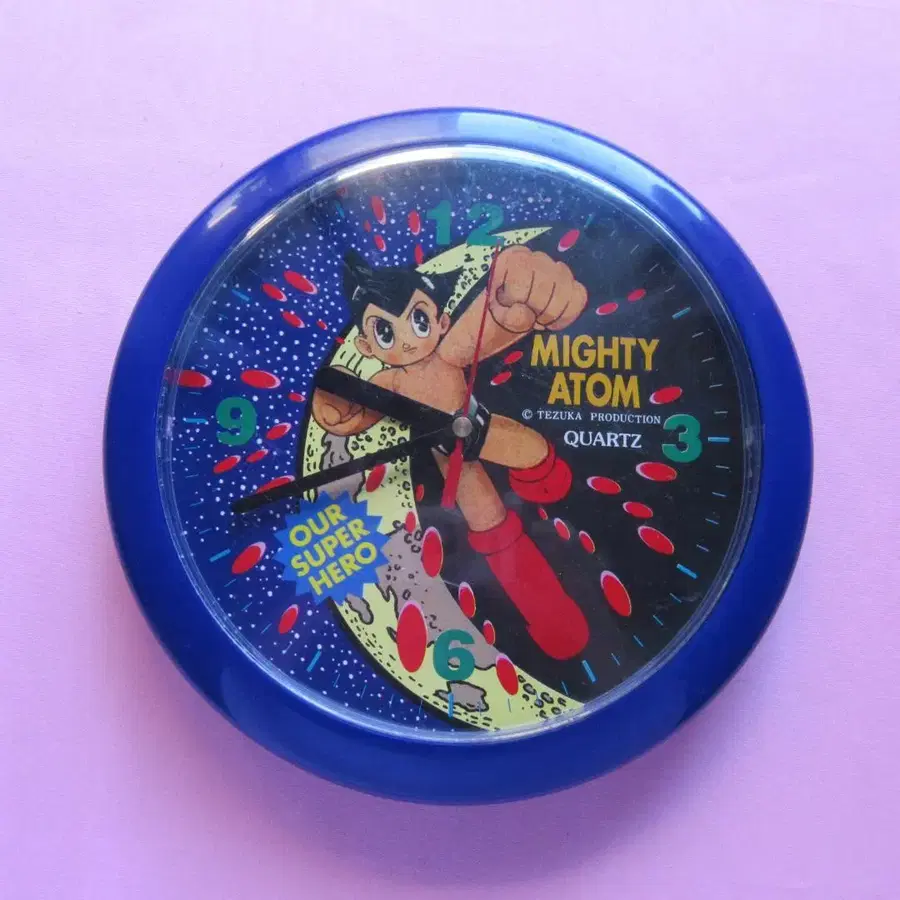 12
MIGHTY
ATOM
© TEZUKA PRODUCTION
QUARTZ
9
3
OUR
SUPER
HERO
6